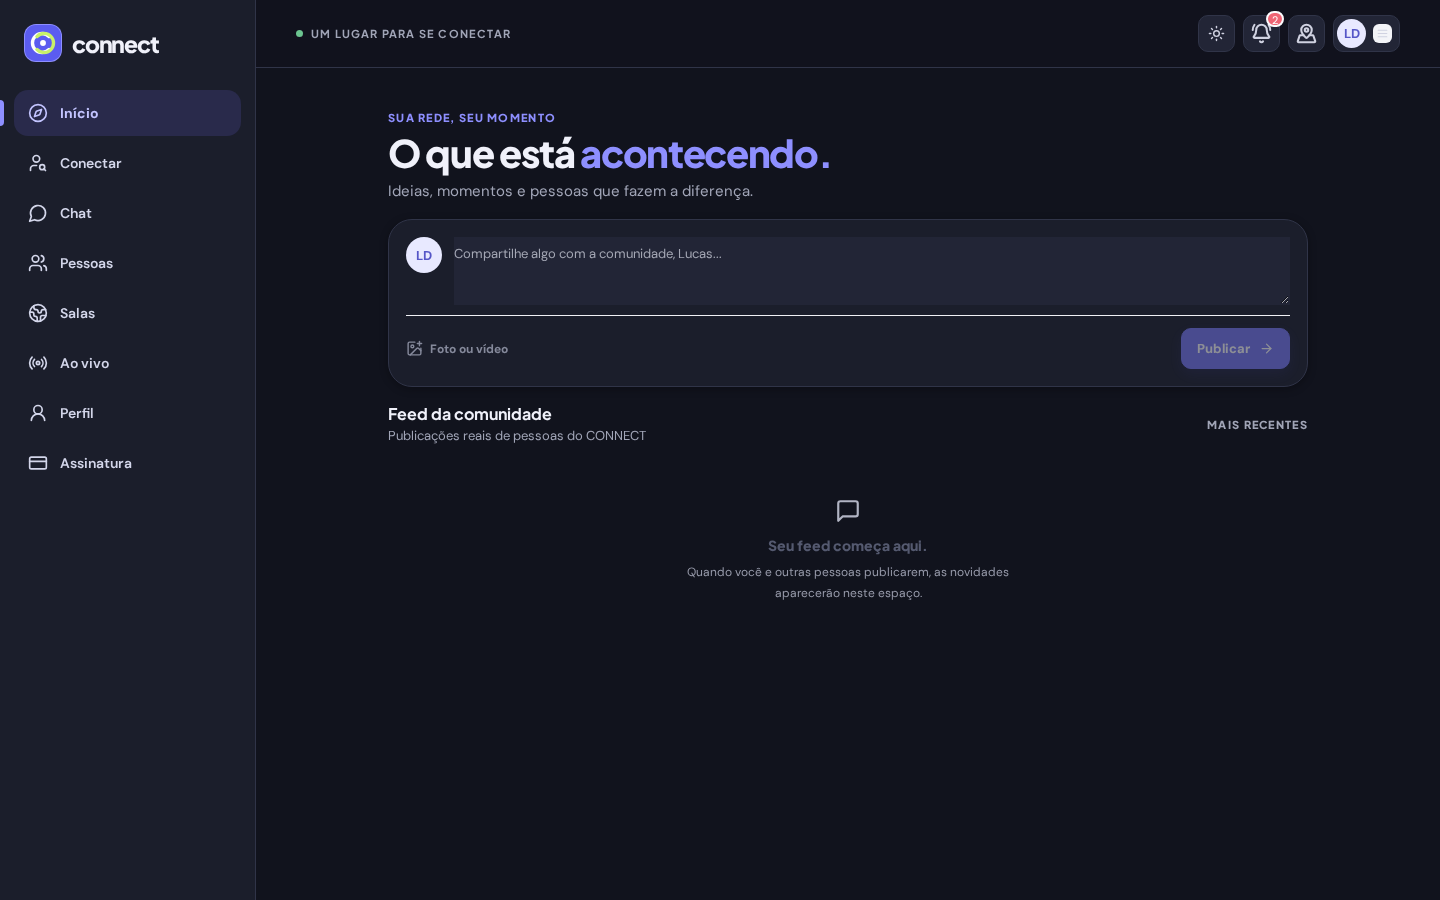 connect
UM LUGAR PARA SE CONECTAR
2
LD
Início
Conectar
Chat
Pessoas
Salas
Ao vivo
Perfil
Assinatura
SUA REDE, SEU MOMENTO
O que está acontecendo.
Ideias, momentos e pessoas que fazem a diferença.
LD
Compartilhe algo com a comunidade, Lucas...
Foto ou vídeo
Publicar
Feed da comunidade
Publicações reais de pessoas do CONNECT
MAIS RECENTES
Seu feed começa aqui.
Quando você e outras pessoas publicarem, as novidades
aparecerão neste espaço.